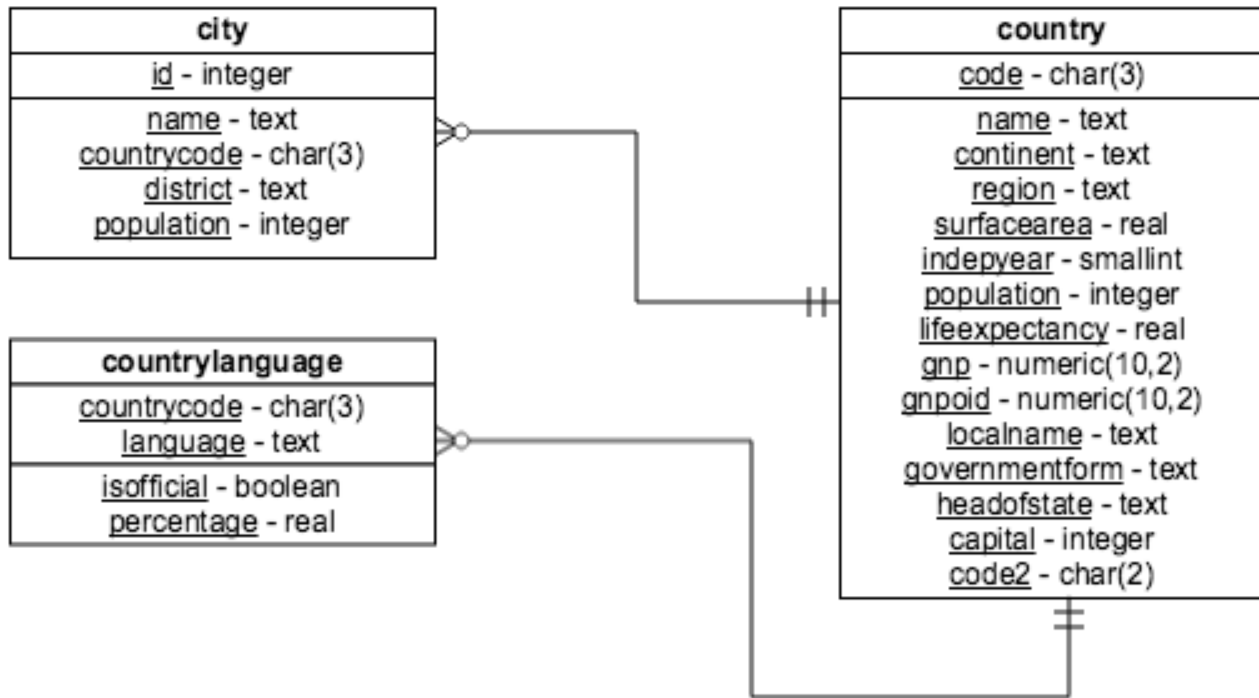 city
id - integer
name - text
countrycode - char(3)
district - text
population - integer
countrylanguage
countrycode - char(3)
language - text
isofficial - boolean
percentage - real
country
code - char(3)
name - text
continent - text
region - text
surfacearea - real
indepyear - smallint
population - integer
lifeexpectancy - real
gnp - numeric(10,2)
gnpoid - numeric(10,2)
localname - text
governmentform - text
headofstate - text
capital - integer
code2 - char(2)